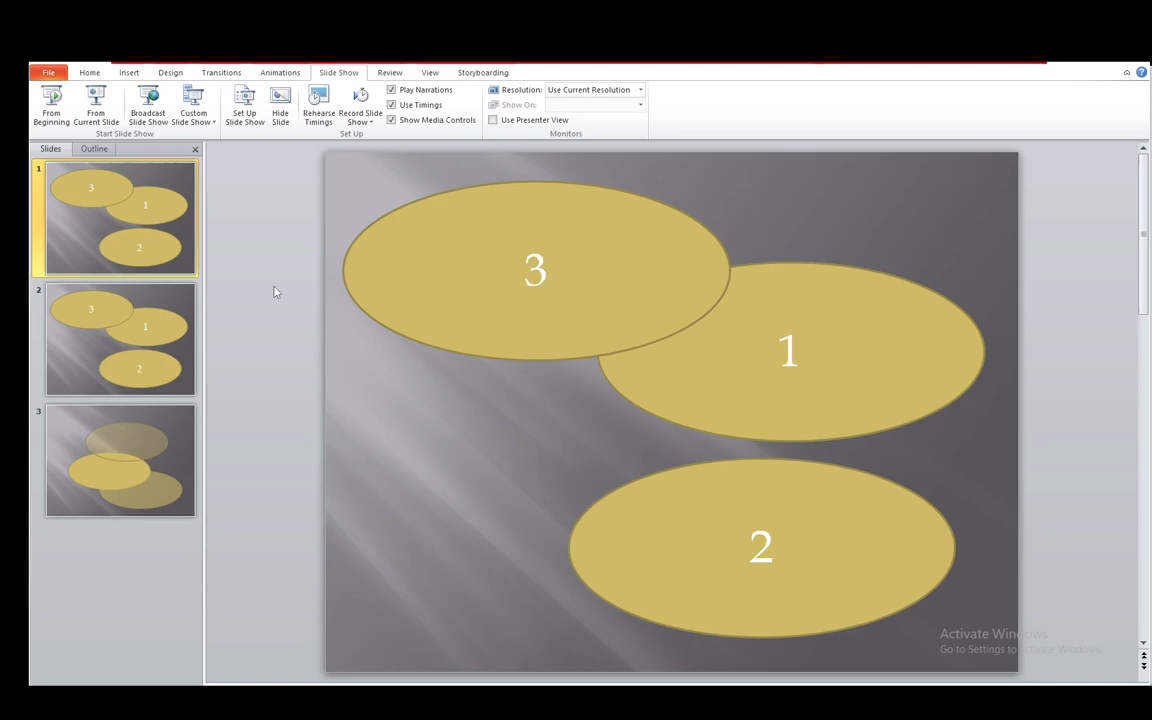 File Home Insert Design Transitions Animations Slide Show Review View Storyboarding
From Beginning
From Current Slide
Broadcast Slide Show
Custom Slide Show
Set Up Slide Show
Hide Slide
Rehearse Timings
Record Slide Show
Play Narrations
Use Timings
Show Media Controls
Resolution: Use Current Resolution
Show On:
Use Presenter View
Start Slide Show Set Up Monitors
Slides Outline
1
3
1
2
2
3
1
2
3
3
1
2
Activate Windows
Go to Settings to activate Windows.